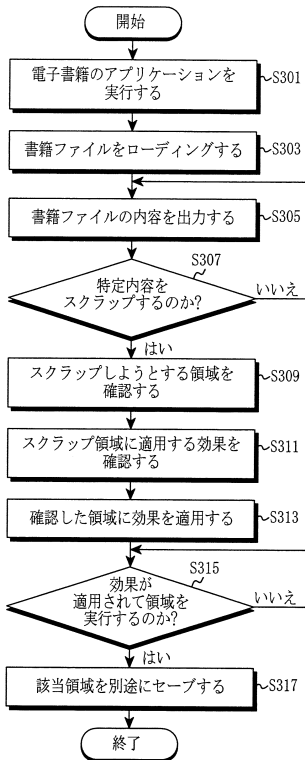 開始
電子書籍のアプリケーションを
実行する
S301
書籍ファイルをローディングする
S303
書籍ファイルの内容を出力する
S305
S307
特定内容を
スクラップするのか?
いいえ
はい
スクラップしようとする領域を
確認する
S309
スクラップ領域に適用する効果を
確認する
S311
確認した領域に効果を適用する
S313
S315
効果が
適用されて領域を
実行するのか?
いいえ
はい
該当領域を別途にセーブする
S317
終了